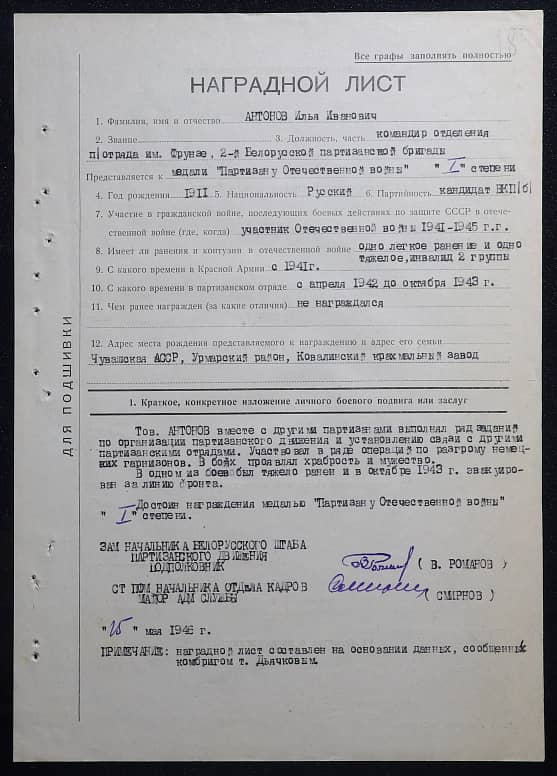 Все графы заполнять полностью
НАГРАДНОЙ ЛИСТ
1. Фамилия, имя и отчество АНТОНОВ Илья Иванович
2. Звание 3. Должность, часть командир отделения
п/отряда им. Фрунзе, 2-й Белорусской партизанской бригады
Представляется к медали "Партизану Отечественной войны" "I" степени
4. Год рождения 1911 5. Национальность Русский 6. Партийность кандидат ВКП(б)
7. Участие в гражданской войне, последующих боевых действиях по защите СССР в отече-
ственной войне (где, когда) участник Отечественной войны 1941-1945 г.г.
8. Имеет ли ранения и контузии в отечественной войне одно легкое ранение и одно
тяжелое, инвалид 2 группы
9. С какого времени в Красной Армии с 1941г.
10. С какого времени в партизанском отряде с апреля 1942 до октября 1943 г.
11. Чем ранее награжден (за какие отличия) не награждался
12. Адрес места рождения представляемого к награждению и адрес его семьи
Чувашская АССР, Урмарский район, Ковалинский крахмальный завод
ДЛЯ ПОДШИВКИ
1. Краткое, конкретное изложение личного боевого подвига или заслуг
Тов. АНТОНОВ вместе с другими партизанами выполнял ряд заданий
по организации партизанского движения и установлению связи с другими
партизанскими отрядами. Участвовал в ряде операций по разгрому немец-
ких гарнизонов. В боях проявлял храбрость и мужество.
В одном из боев был тяжело ранен и в октябре 1943 г. эвакуиро-
ван за линию фронта.
Достоин награждения медалью "Партизану Отечественной войны"
"I" степени.
ЗАМ НАЧАЛЬНИКА БЕЛОРУССКОГО ШТАБА
ПАРТИЗАНСКОГО ДВИЖЕНИЯ
ПОДПОЛКОВНИК
( В. РОМАНОВ )
СТ ПОМ НАЧАЛЬНИКА ОТДЕЛА КАДРОВ
МАЙОР АДМ СЛУЖБЫ
( СМИРНОВ )
"25" мая 1946 г.
ПРИМЕЧАНИЕ: наградной лист составлен на основании данных, сообщенных
комбригом т. Дьячковым.